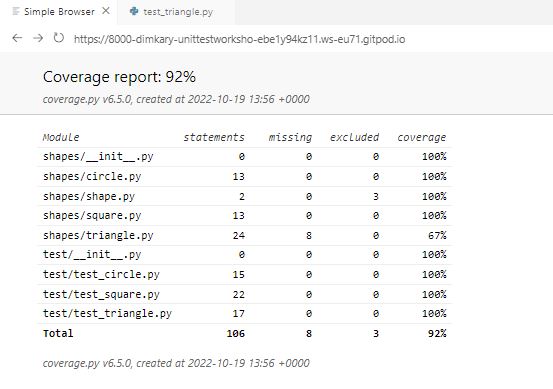 Simple Browser test_triangle.py
https://8000-dimkary-unittestworksho-ebe1y94kz11.ws-eu71.gitpod.io
Coverage report: 92%
coverage.py v6.5.0, created at 2022-10-19 13:56 +0000
Module statements missing excluded coverage
shapes/__init__.py 0 0 0 100%
shapes/circle.py 13 0 0 100%
shapes/shape.py 2 0 3 100%
shapes/square.py 13 0 0 100%
shapes/triangle.py 24 8 0 67%
test/__init__.py 0 0 0 100%
test/test_circle.py 15 0 0 100%
test/test_square.py 22 0 0 100%
test/test_triangle.py 17 0 0 100%
Total 106 8 3 92%
coverage.py v6.5.0, created at 2022-10-19 13:56 +0000